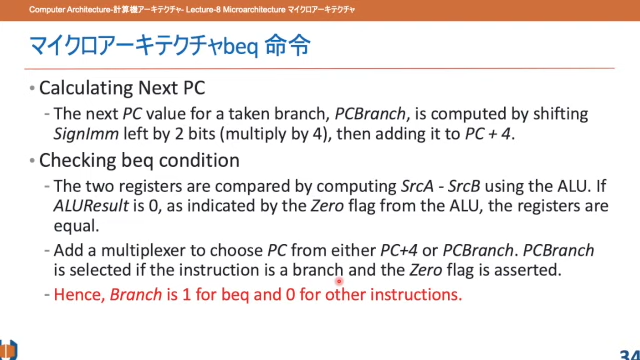 Computer Architecture-計算機アーキテクチャ- Lecture-8 Microarchitecture マイクロアーキテクチャ
マイクロアーキテクチャbeq 命令
• Calculating Next PC
- The next PC value for a taken branch, PCBranch, is computed by shifting
SignImm left by 2 bits (multiply by 4), then adding it to PC + 4.
• Checking beq condition
- The two registers are compared by computing SrcA - SrcB using the ALU. If
ALUResult is 0, as indicated by the Zero flag from the ALU, the registers are
equal.
- Add a multiplexer to choose PC from either PC+4 or PCBranch. PCBranch
is selected if the instruction is a branch and the Zero flag is asserted.
- Hence, Branch is 1 for beq and 0 for other instructions.
34